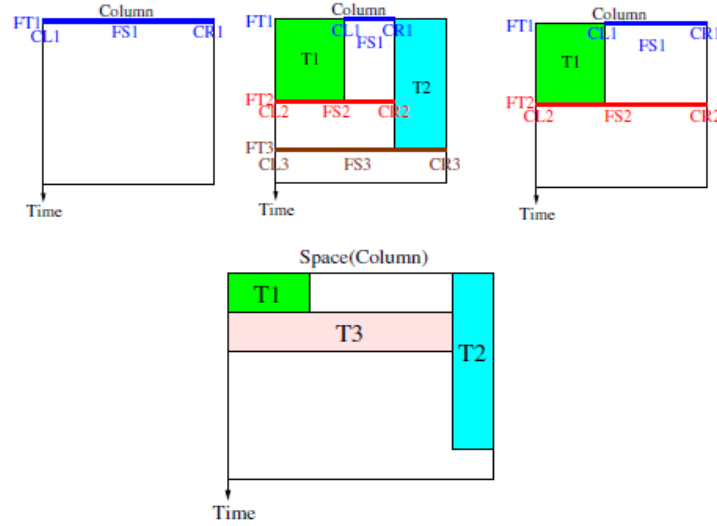 Column
FT1
CL1 FS1 CR1
Time
Column
FT1
CL1 CR1
FS1
T1
T2
FT2
CL2 FS2 CR2
FT3
CL3 FS3 CR3
Time
Column
FT1
CL1 CR1
FS1
T1
FT2
CL2 FS2 CR2
Time
Space(Column)
T1
T3
T2
Time